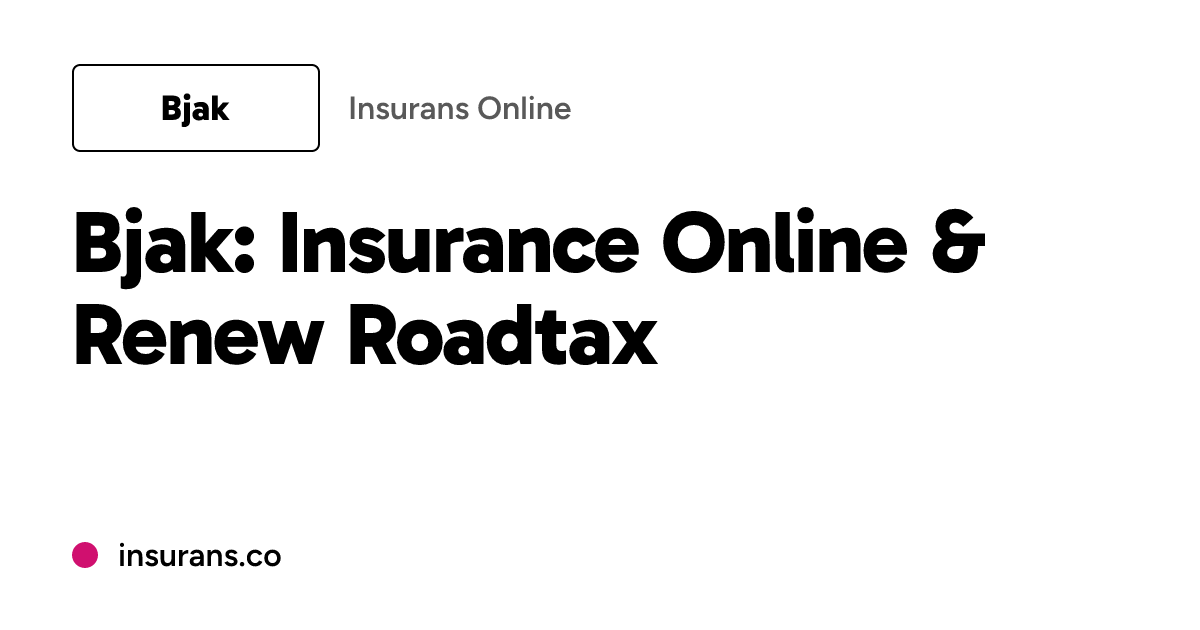 Bjak
Insurans Online
Bjak: Insurance Online &
Renew Roadtax
insurans.co